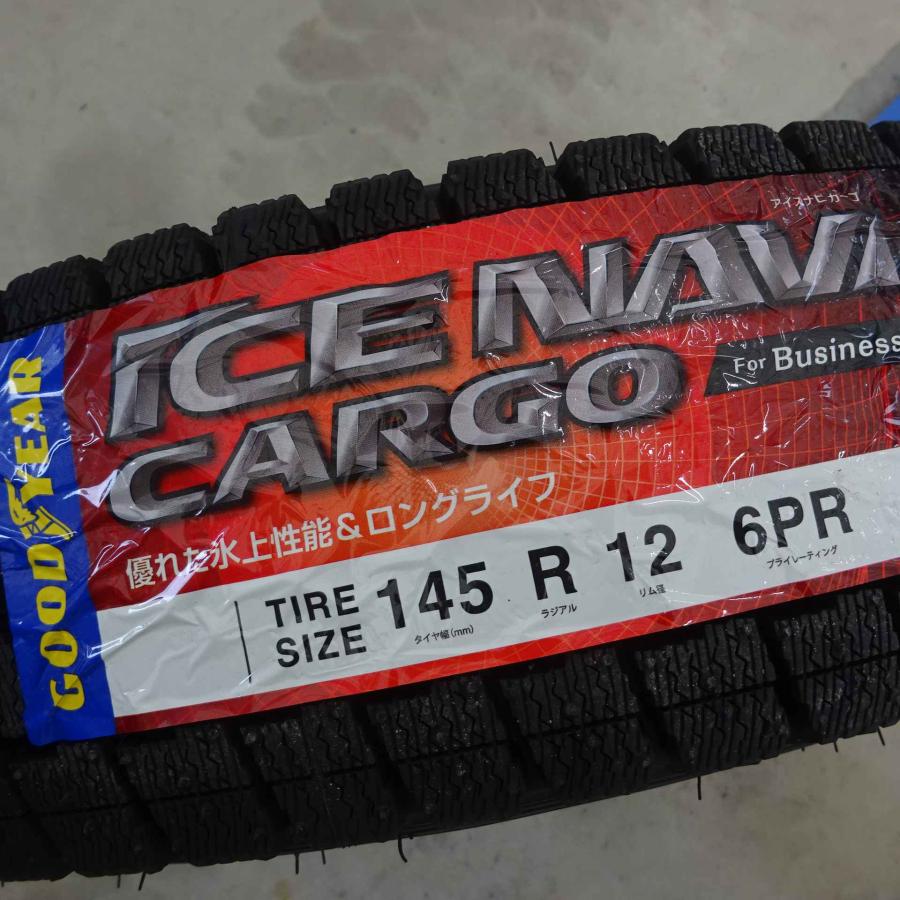 アイスナビカーゴ
ICE NAVI
CARGO
For Business
優れた氷上性能&ロングライフ
GOODYEAR
TIRE SIZE 145 R 12 6PR
タイヤ幅(mm) ラジアル リム径 プライレーティング